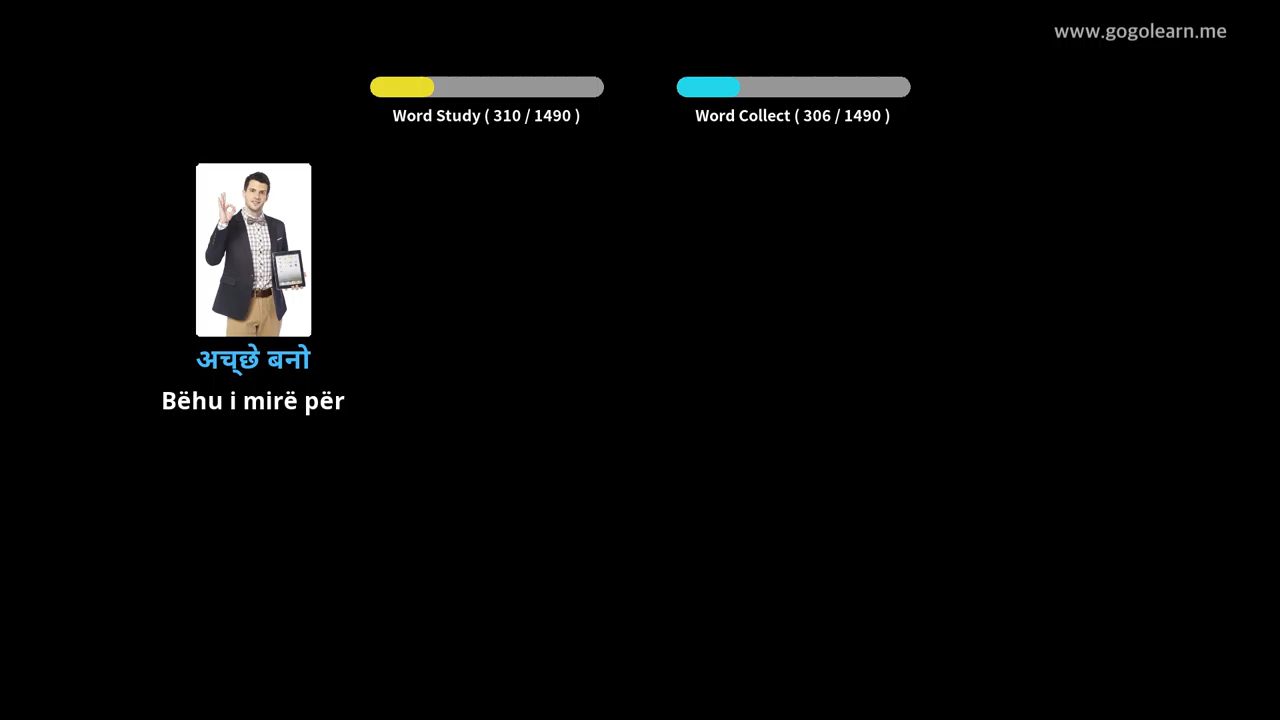 www.gogolearn.me
Word Study ( 310 / 1490 )
Word Collect ( 306 / 1490 )
अच्छे बनो
Bëhu i mirë për